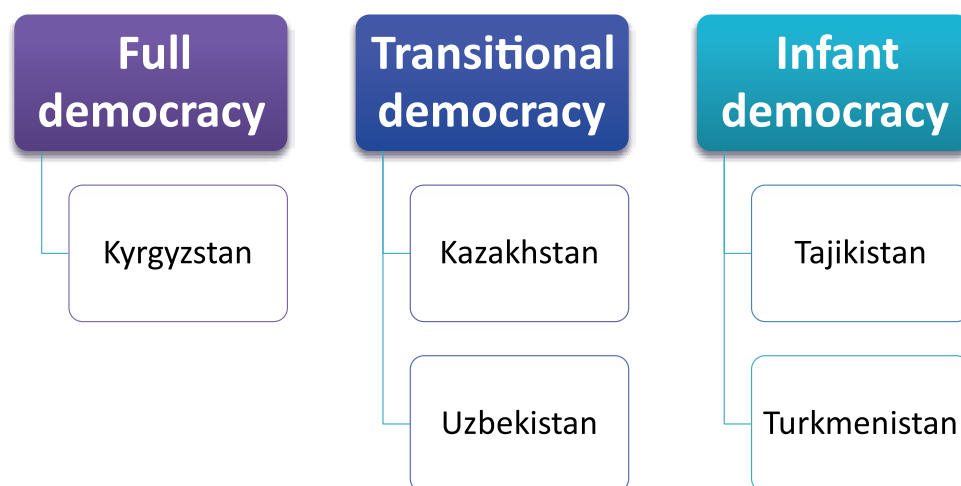 Full
democracy
Kyrgyzstan
Transitional
democracy
Kazakhstan
Uzbekistan
Infant
democracy
Tajikistan
Turkmenistan